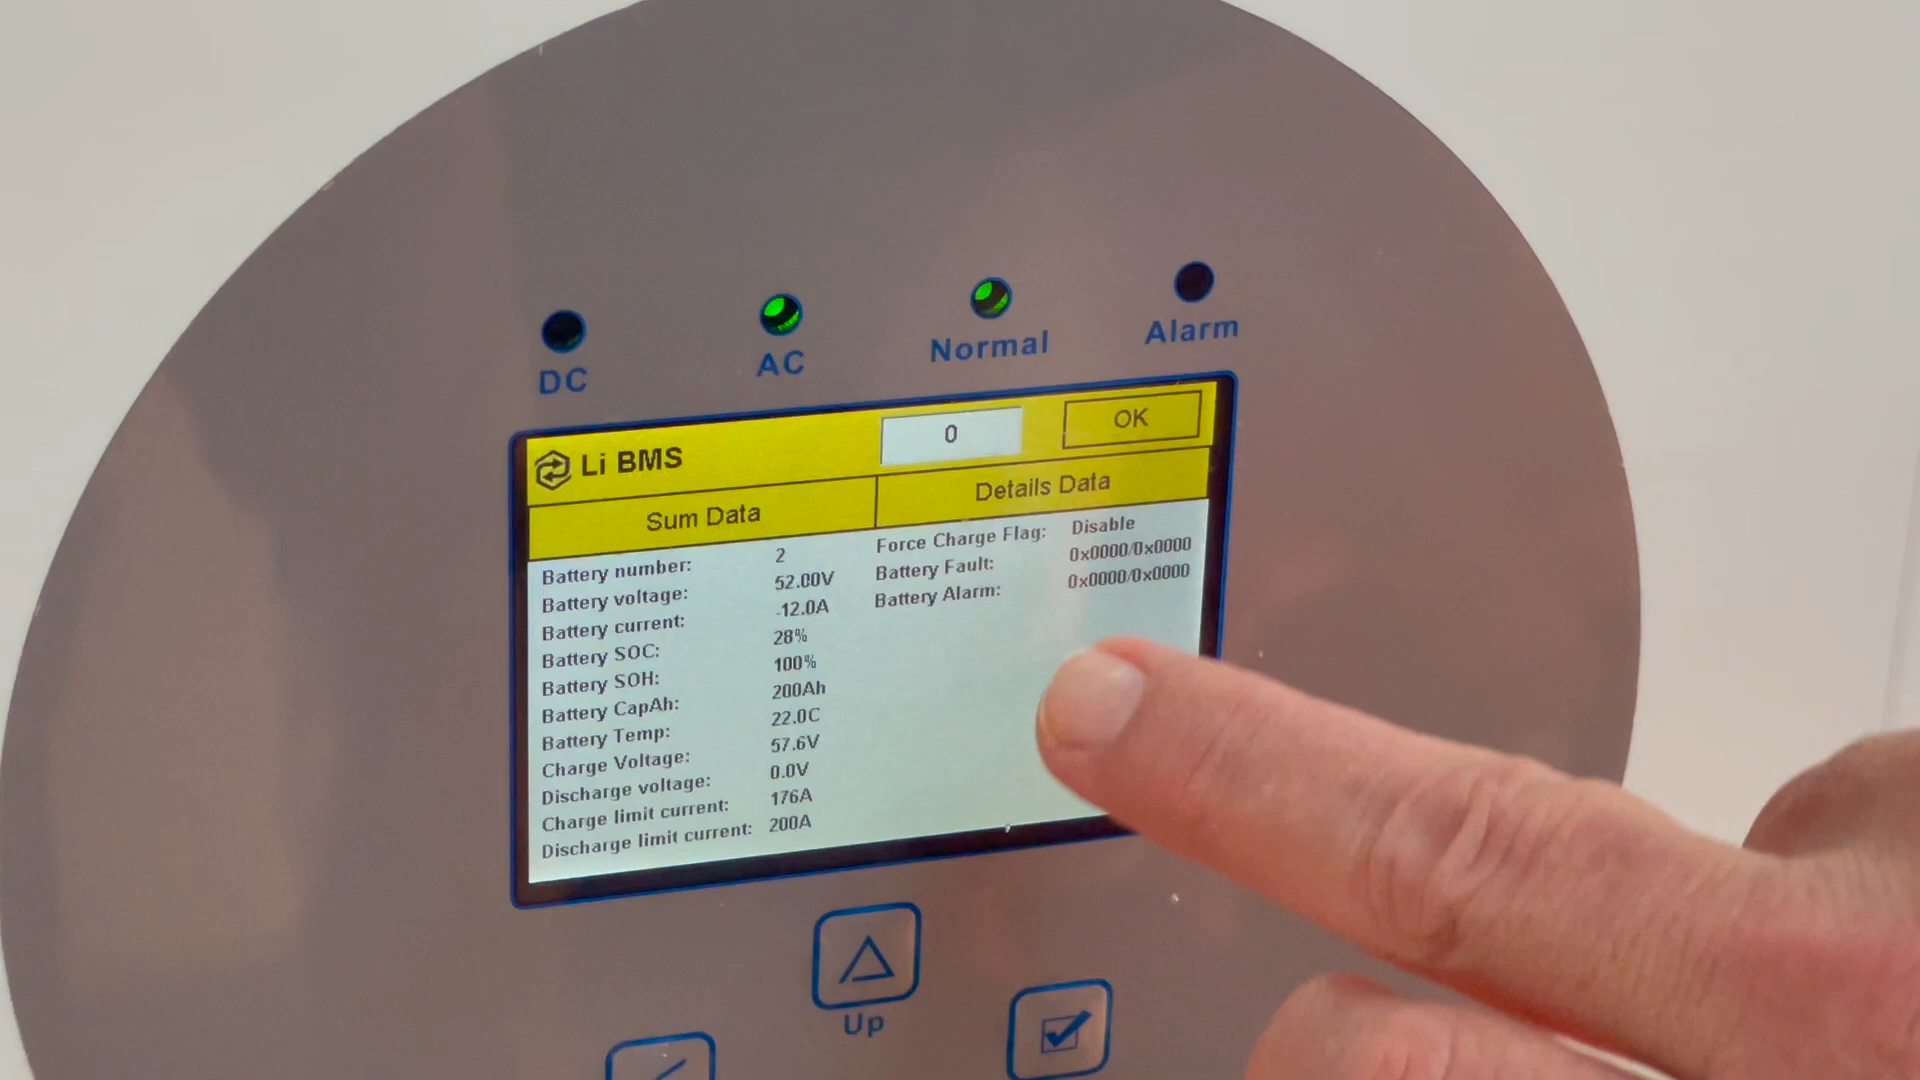 DC
AC
Normal
Alarm
Li BMS
0
OK
Sum Data
Details Data
Battery number: 2
Battery voltage: 52.00V
Battery current: -12.0A
Battery SOC: 28%
Battery SOH: 100%
Battery CapAh: 200Ah
Battery Temp: 22.0C
Charge Voltage: 57.6V
Discharge voltage: 0.0V
Charge limit current: 176A
Discharge limit current: 200A
Force Charge Flag: Disable
Battery Fault: 0x0000/0x0000
Battery Alarm: 0x0000/0x0000
Up